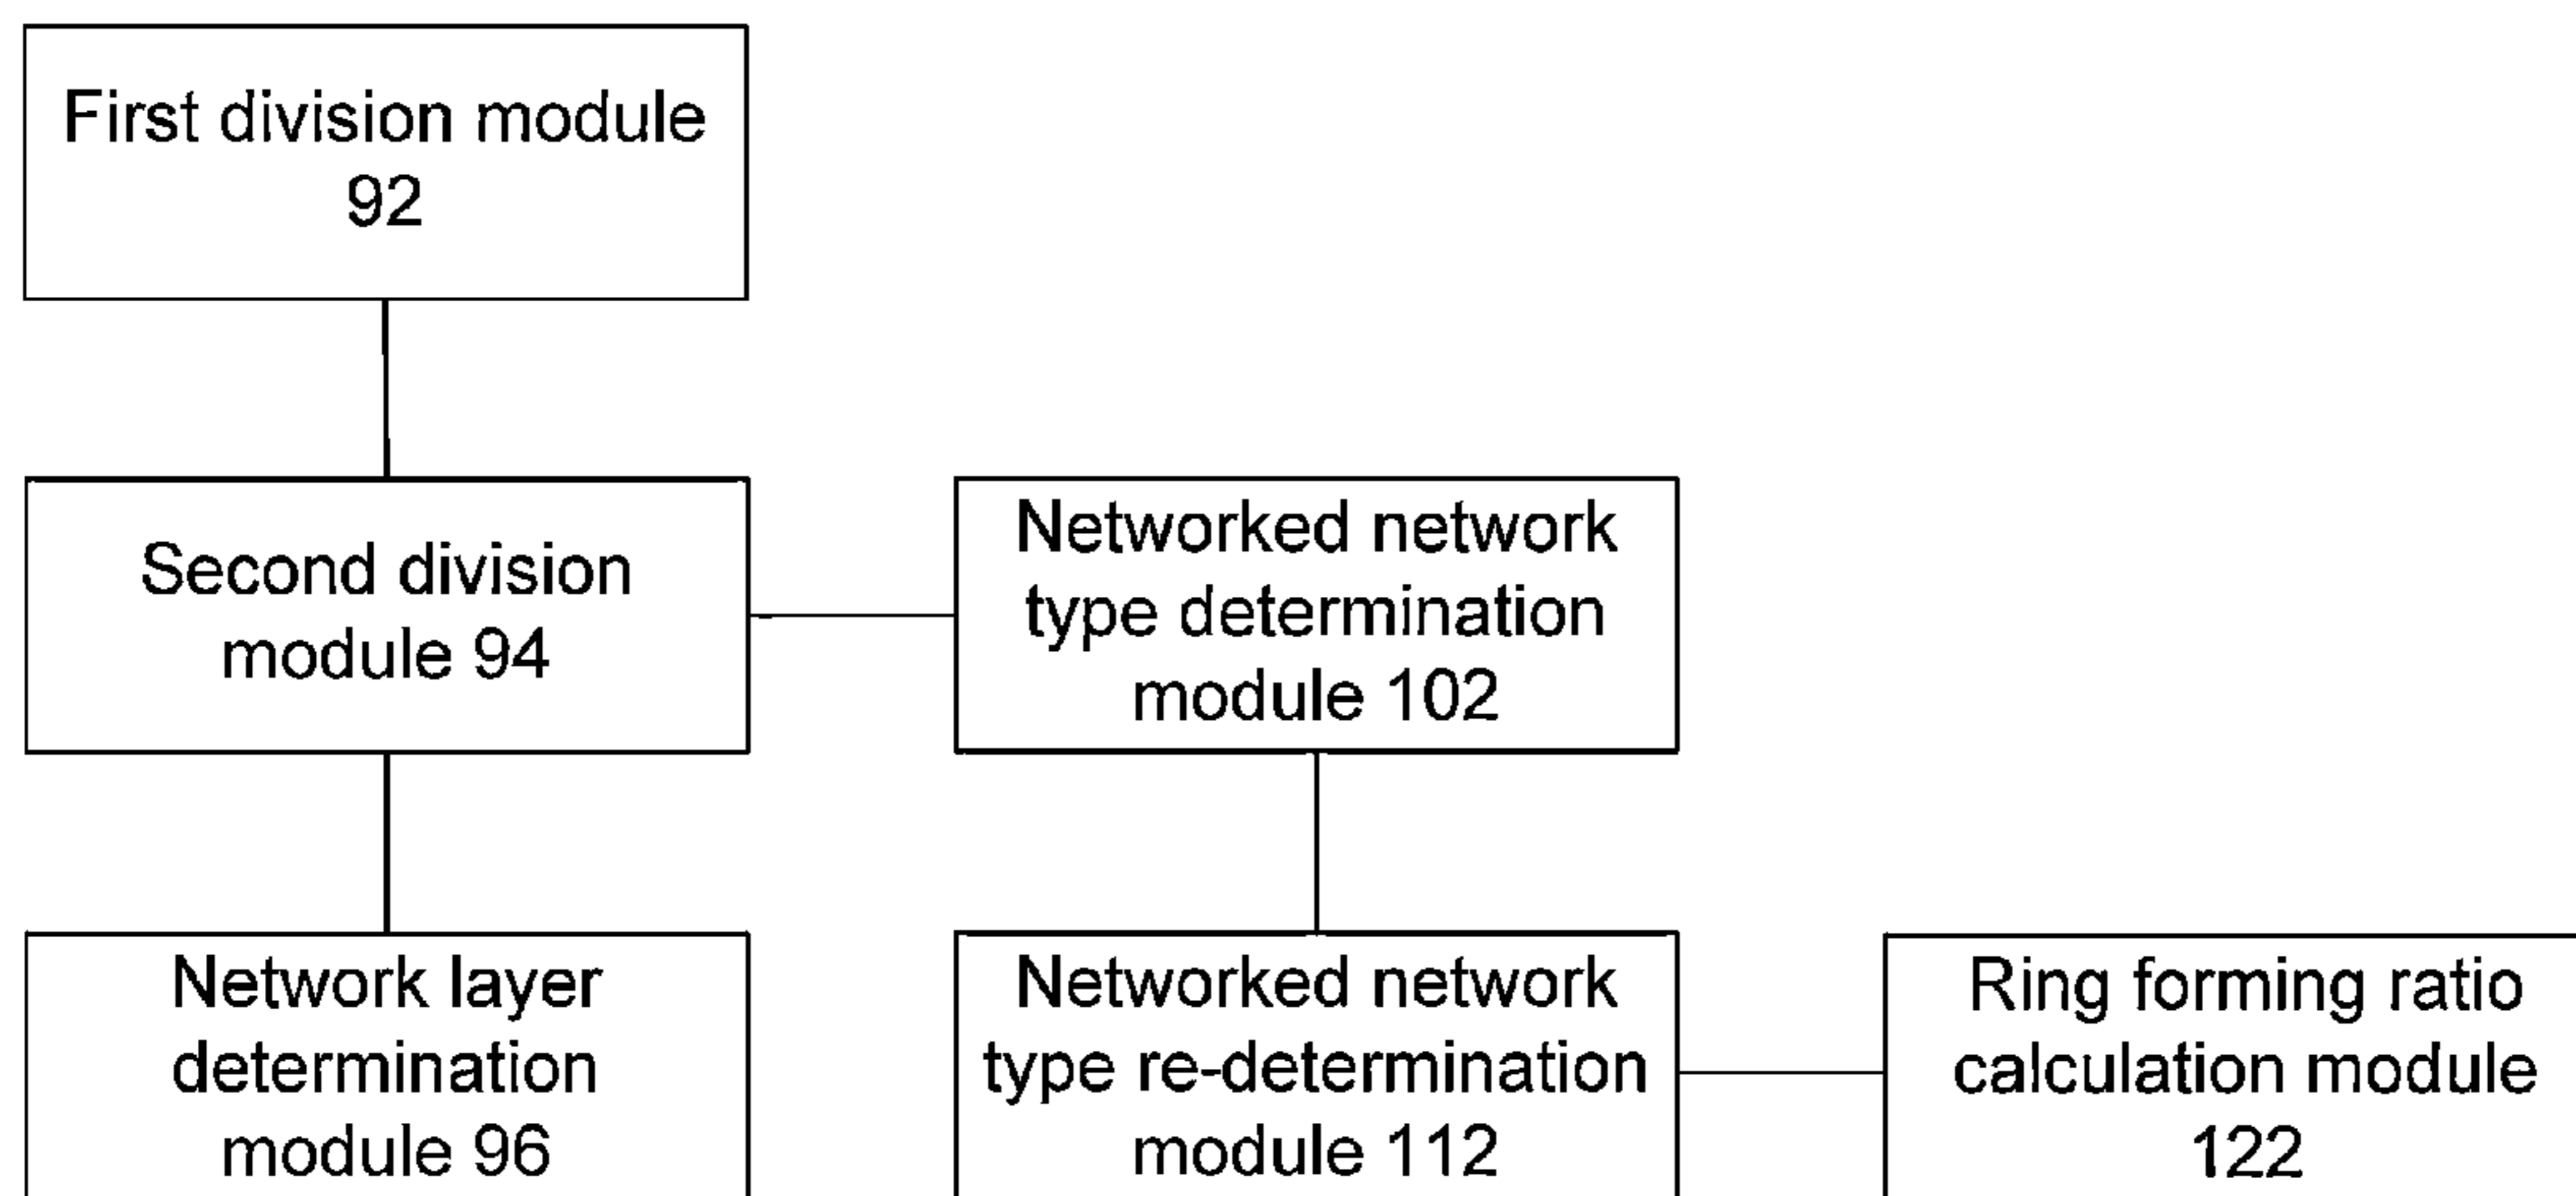 First division module
92
Second division
module 94
Networked network
type determination
module 102
Network layer
determination
module 96
Networked network
type re-determination
module 112
Ring forming ratio
calculation module
122